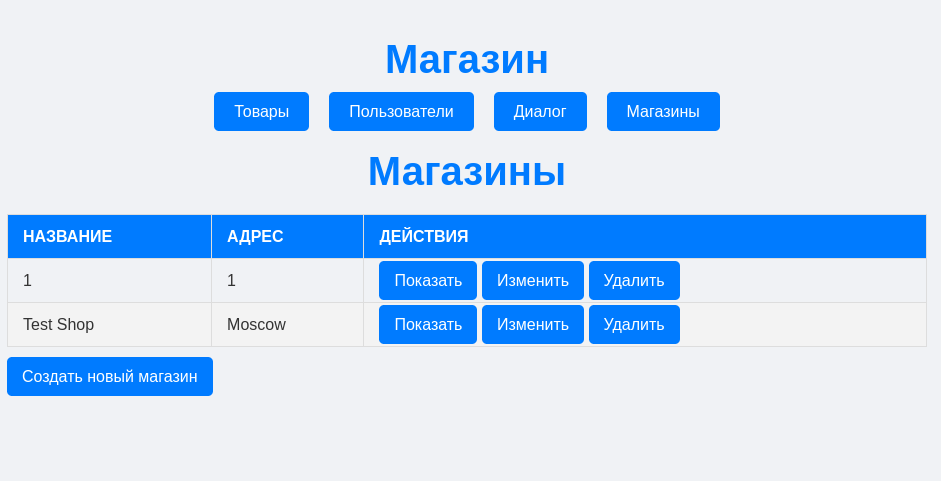 Магазин
Товары Пользователи Диалог Магазины
Магазины
НАЗВАНИЕ АДРЕС ДЕЙСТВИЯ
1 1 Показать Изменить Удалить
Test Shop Moscow Показать Изменить Удалить
Создать новый магазин